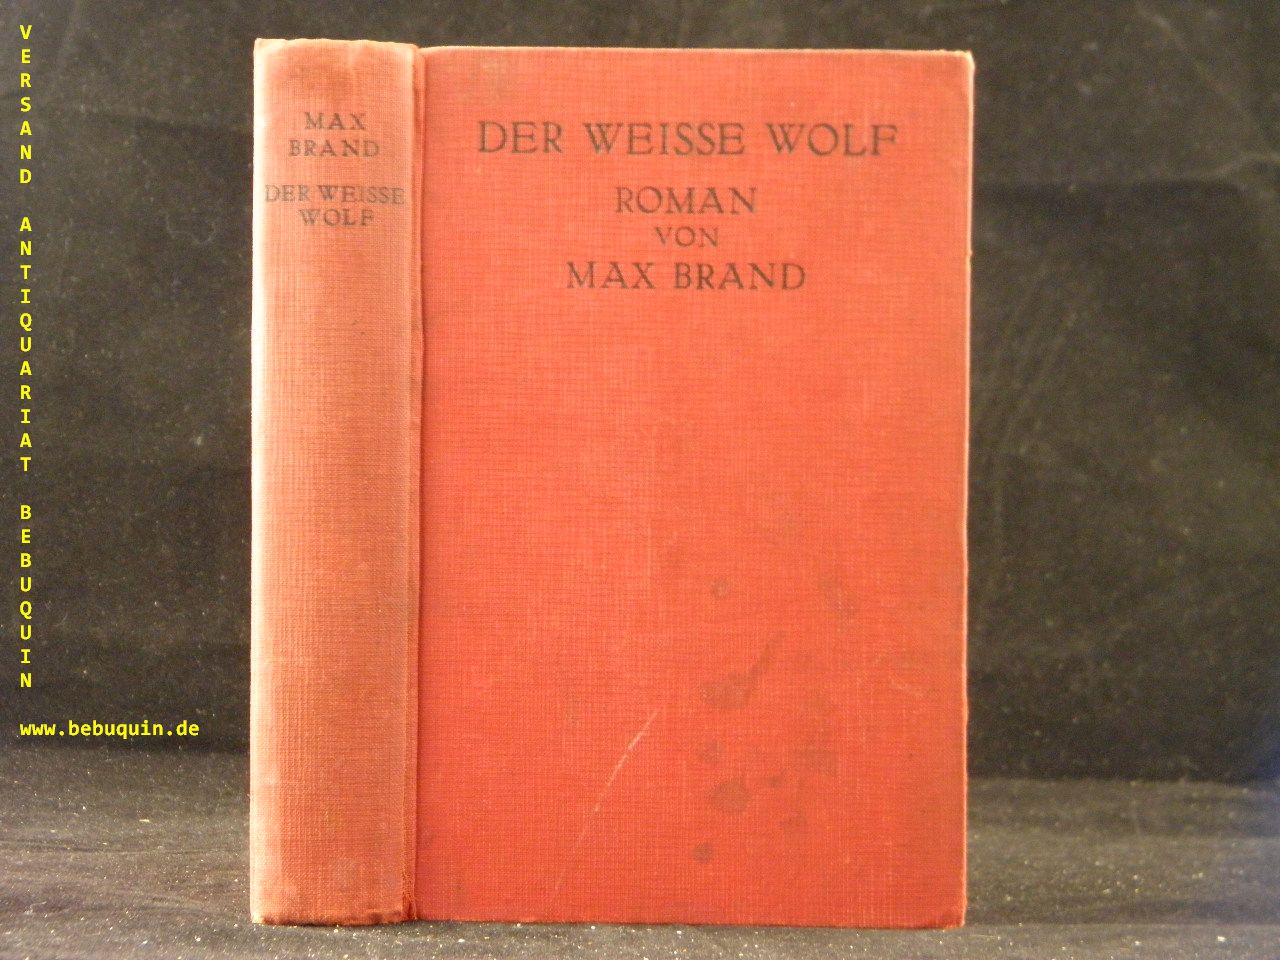 VERSAND ANTIQUARIAT BEBUQUIN
www.bebuquin.de
MAX
BRAND
DER WEISSE
WOLF
DER WEISSE WOLF
ROMAN
VON
MAX BRAND